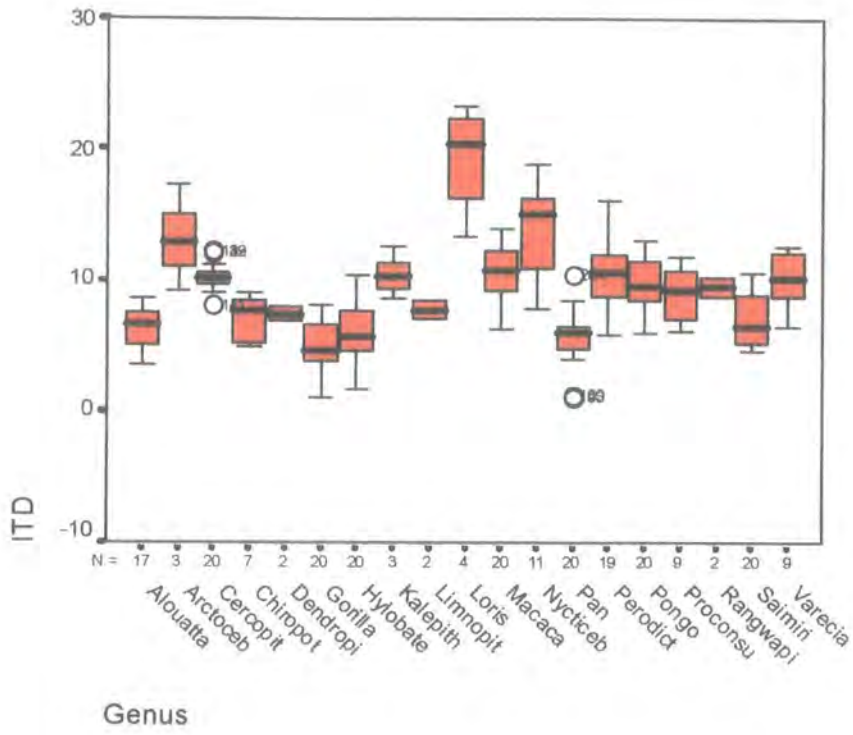 30
20
10
0
-10
ITD
N = 17 3 20 7 2 20 20 3 2 4 20 11 20 19 20 9 2 20 9
Alouatta
Arctoceb
Cercopit
Chiropot
Dendropi
Gorilla
Hylobate
Kalepith
Limnopit
Loris
Macaca
Nycticeb
Pan
Perodict
Pongo
Proconsu
Rangwapi
Saimiri
Varecia
Genus